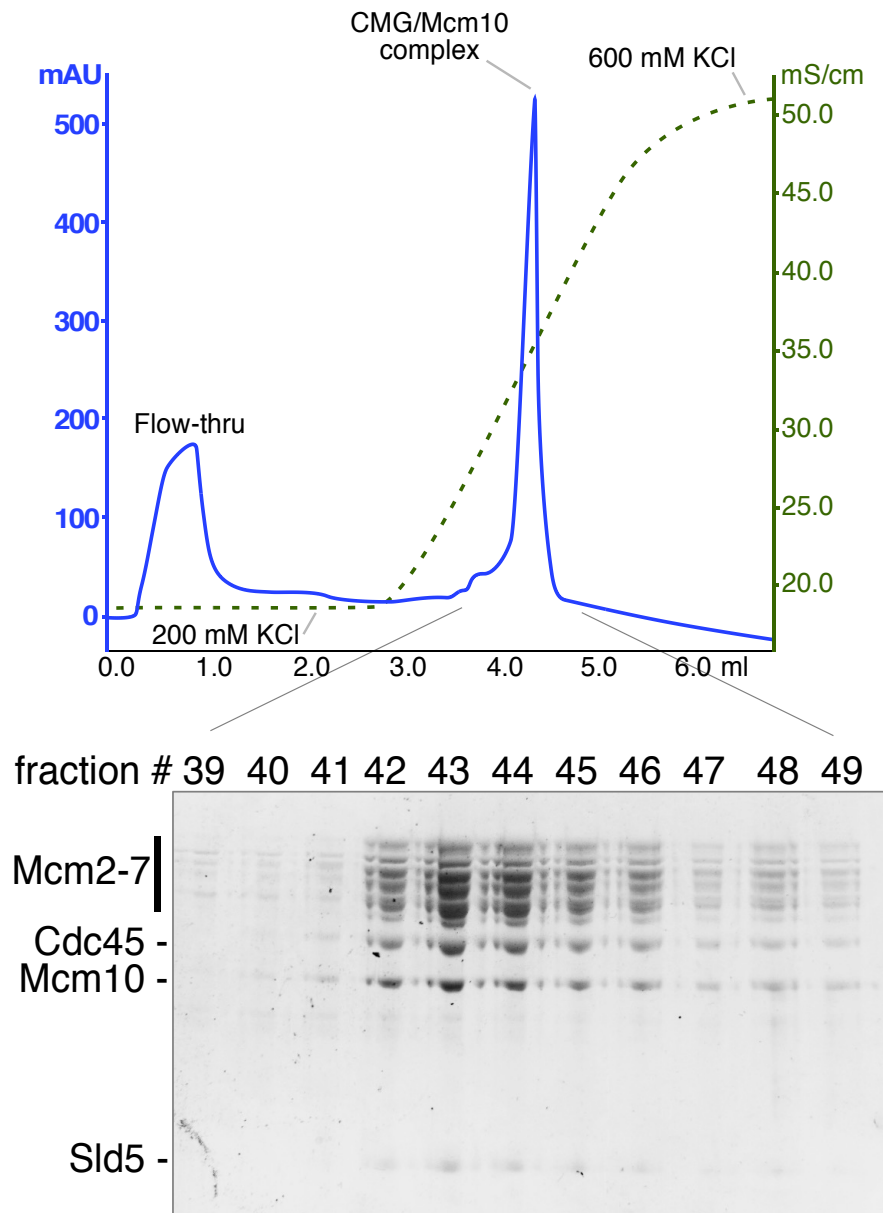 CMG/Mcm10
complex
600 mM KCl
mAU
mS/cm
500
50.0
45.0
400
40.0
300
35.0
200
Flow-thru
30.0
100
25.0
20.0
0
200 mM KCl
0.0 1.0 2.0 3.0 4.0 5.0 6.0 ml
fraction # 39 40 41 42 43 44 45 46 47 48 49
Mcm2-7
Cdc45 -
Mcm10 -
Sld5 -